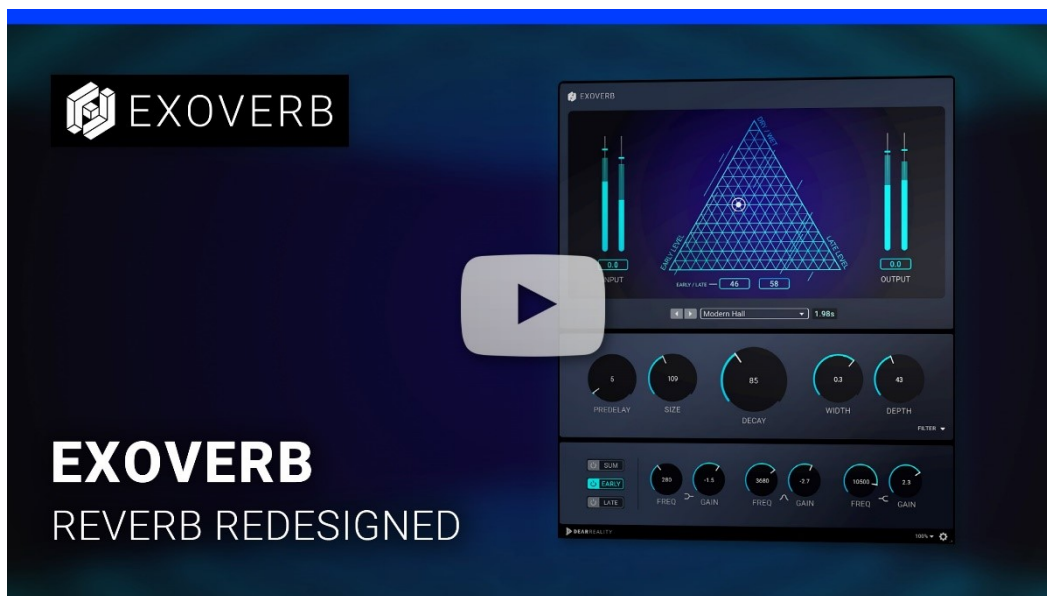 EXOVERB
EXOVERB
DRY / WET
EARLY LEVEL
LATE LEVEL
0.0
INPUT
0.0
OUTPUT
EARLY / LATE 46 58
Modern Hall 1.98s
5 109 85 0.3 43
PREDELAY SIZE DECAY WIDTH DEPTH
FILTER
SUM
EARLY
LATE
280 -1.5 3680 -2.7 10500 2.3
FREQ GAIN FREQ GAIN FREQ GAIN
DEARREALITY 100%
EXOVERB
REVERB REDESIGNED